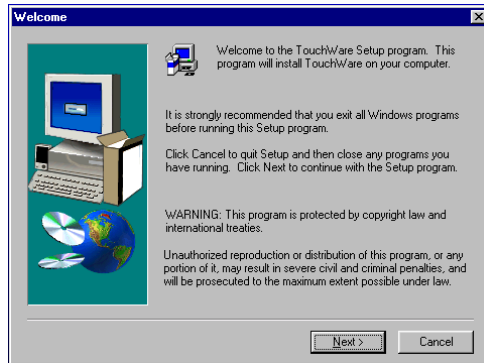 Welcome
Welcome to the TouchWare Setup program. This
program will install TouchWare on your computer.
It is strongly recommended that you exit all Windows programs
before running this Setup program.
Click Cancel to quit Setup and then close any programs you
have running. Click Next to continue with the Setup program.
WARNING: This program is protected by copyright law and
international treaties.
Unauthorized reproduction or distribution of this program, or any
portion of it, may result in severe civil and criminal penalties, and
will be prosecuted to the maximum extent possible under law.
Next > Cancel